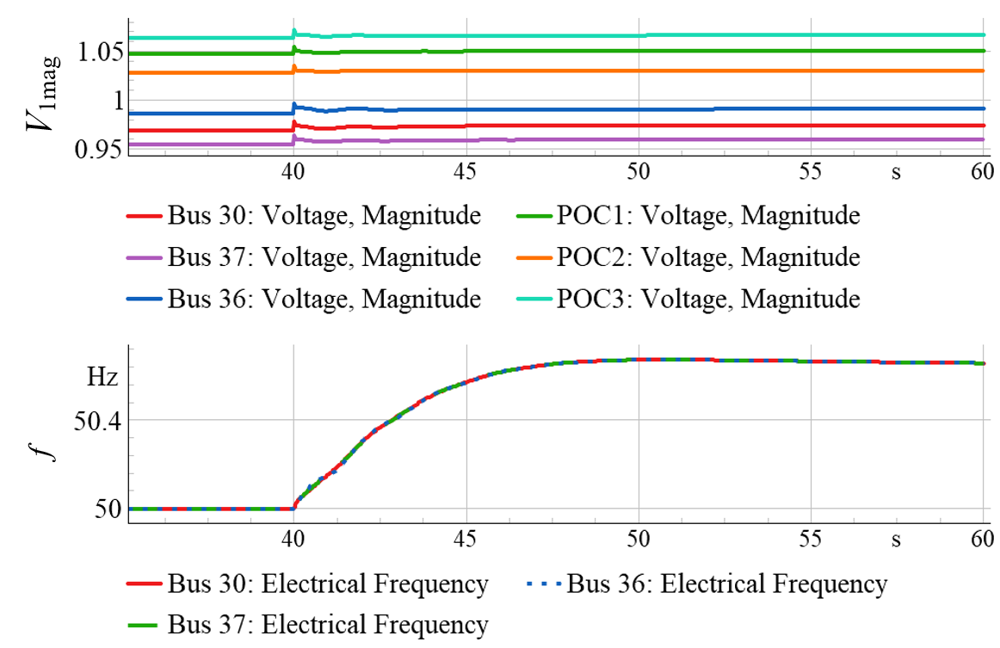 1.05
1
0.95
V1mag
40 45 50 55 s 60
Bus 30: Voltage, Magnitude POC1: Voltage, Magnitude
Bus 37: Voltage, Magnitude POC2: Voltage, Magnitude
Bus 36: Voltage, Magnitude POC3: Voltage, Magnitude
Hz
50.4
f
50
40 45 50 55 s 60
Bus 30: Electrical Frequency Bus 36: Electrical Frequency
Bus 37: Electrical Frequency